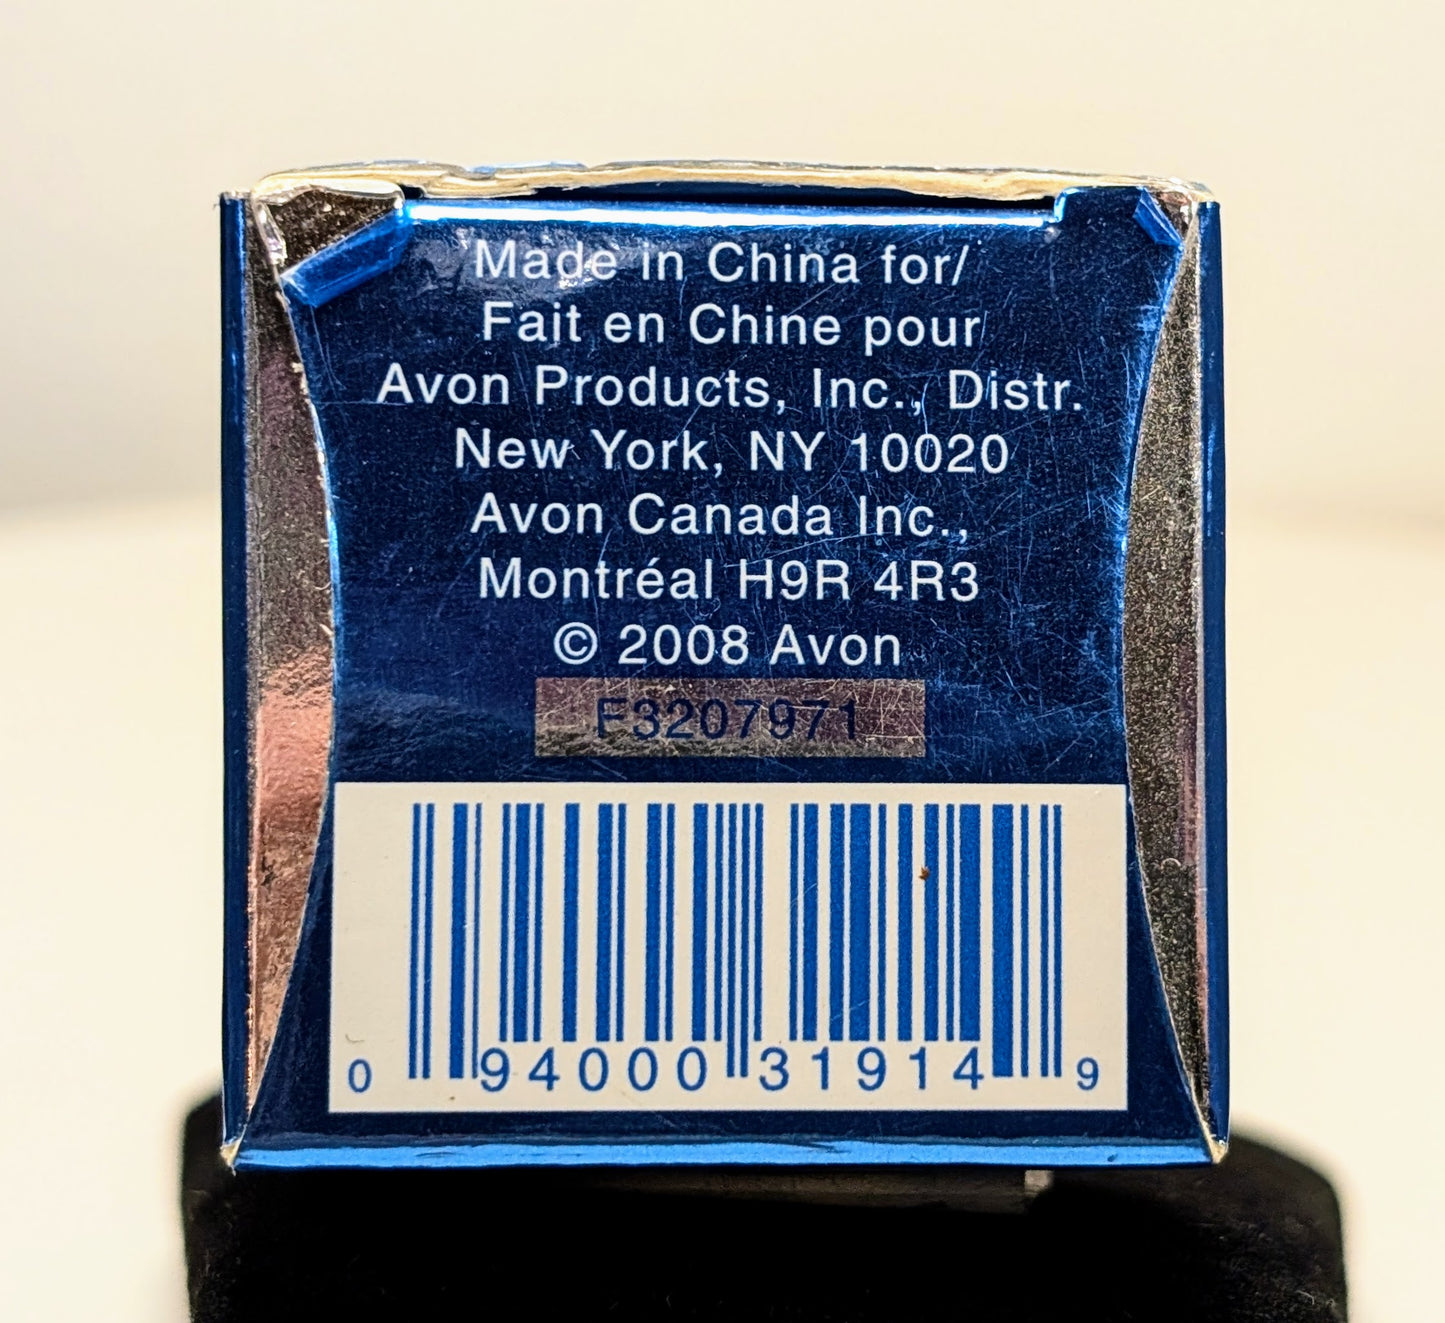 Made in China for/
Fait en Chine pour
Avon Products, Inc., Distr.
New York, NY 10020
Avon Canada Inc.,
Montréal H9R 4R3
© 2008 Avon
F3207971
0 94000 31914 9